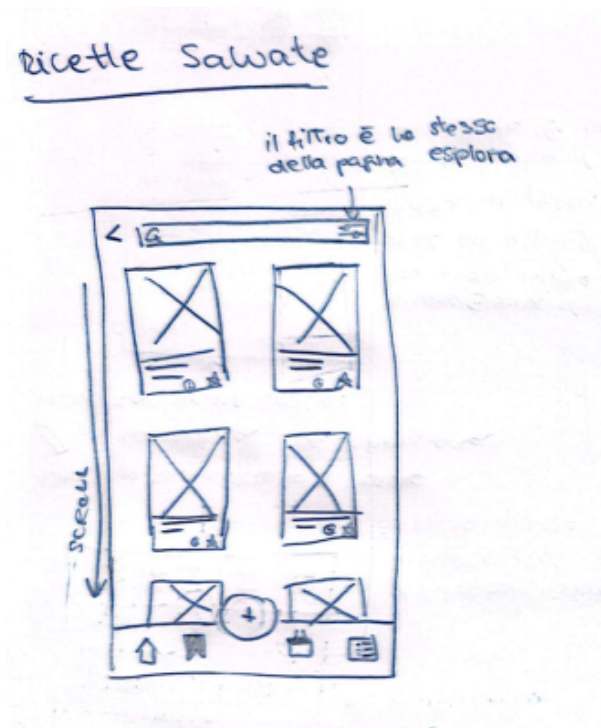 Ricette Salvate
il filtro è lo stesso
della pagina esplora
SCROLL